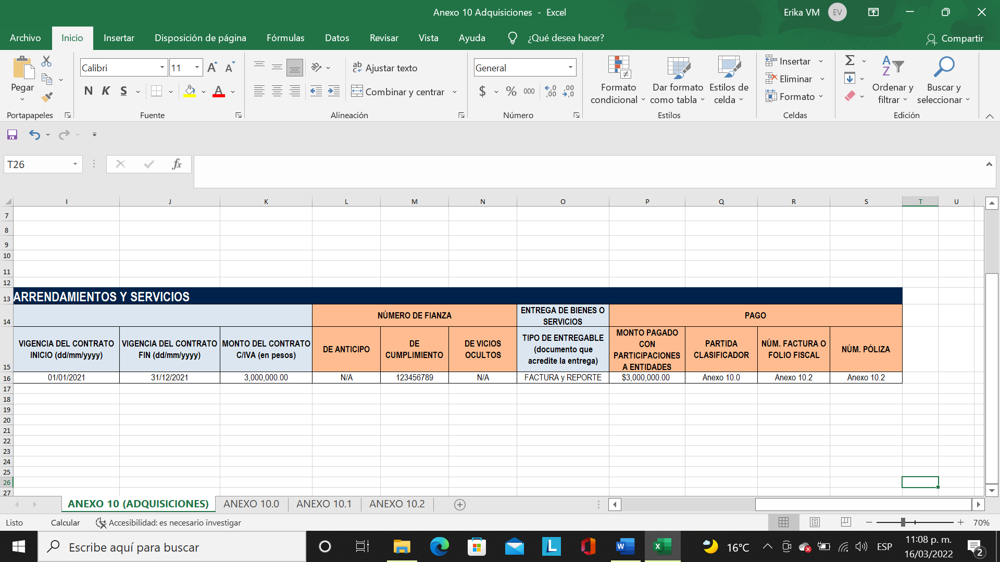 Anexo 10 Adquisiciones - Excel
Erika VM
EV
Archivo
Inicio
Insertar
Disposición de página
Fórmulas
Datos
Revisar
Vista
Ayuda
¿Qué desea hacer?
Compartir
Pegar
Portapapeles
Calibri
11
N K S
Fuente
Ajustar texto
Combinar y centrar
Alineación
General
$ % 000
Número
Formato condicional
Dar formato como tabla
Estilos de celda
Estilos
Insertar
Eliminar
Formato
Celdas
Ordenar y filtrar
Buscar y seleccionar
Edición
T26
fx
I J K L M N O P Q R S T U
7
8
9
10
11
12
13 ARRENDAMIENTOS Y SERVICIOS
14 NÚMERO DE FIANZA ENTREGA DE BIENES O SERVICIOS PAGO
15 VIGENCIA DEL CONTRATO INICIO (dd/mm/yyyy) VIGENCIA DEL CONTRATO FIN (dd/mm/yyyy) MONTO DEL CONTRATO C/IVA (en pesos) DE ANTICIPO DE CUMPLIMIENTO DE VICIOS OCULTOS TIPO DE ENTREGABLE (documento que acredite la entrega) MONTO PAGADO CON PARTICIPACIONES A ENTIDADES PARTIDA CLASIFICADOR NÚM. FACTURA O FOLIO FISCAL NÚM. PÓLIZA
16 01/01/2021 31/12/2021 3,000,000.00 N/A 123456789 N/A FACTURA y REPORTE $3,000,000.00 Anexo 10.0 Anexo 10.2 Anexo 10.2
17
18
19
20
21
22
23
24
25
26
27
ANEXO 10 (ADQUISICIONES)
ANEXO 10.0
ANEXO 10.1
ANEXO 10.2
Listo
Calcular
Accesibilidad: es necesario investigar
70%
Escribe aquí para buscar
16°C
ESP
11:08 p. m.
16/03/2022
2